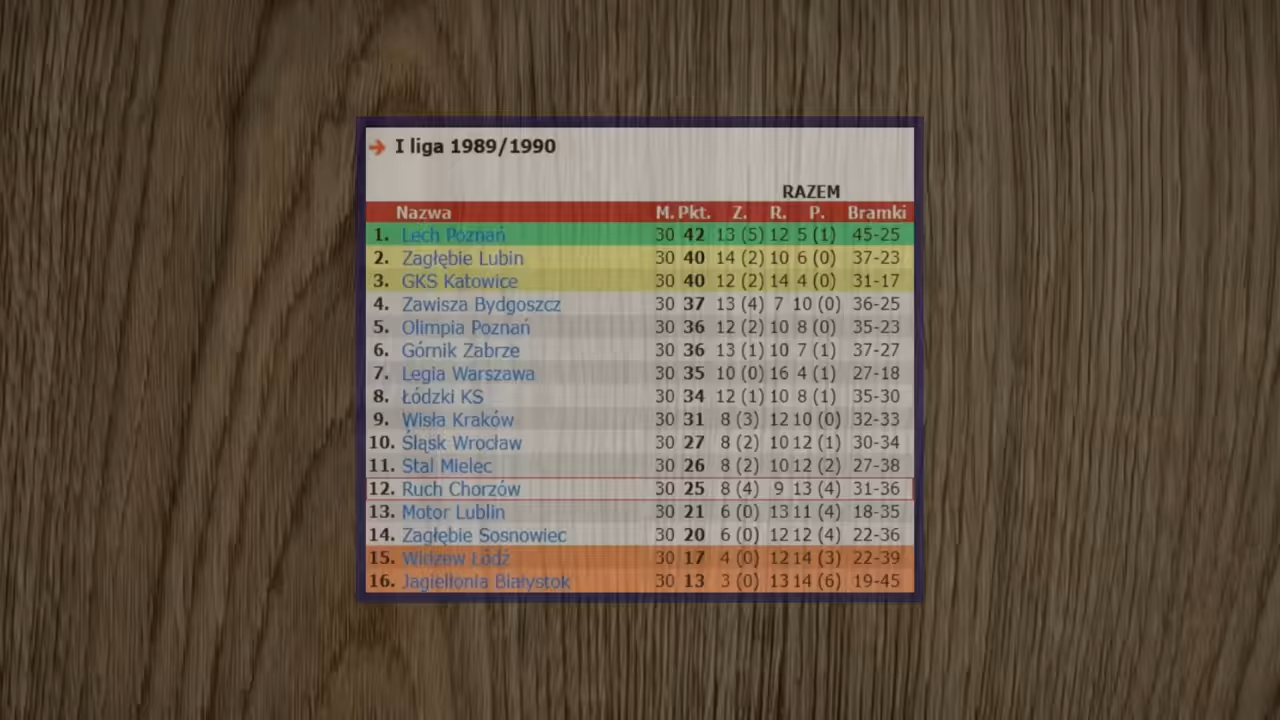 I liga 1989/1990
RAZEM
Nazwa M. Pkt. Z. R. P. Bramki
1. Lech Poznań 30 42 13 (5) 12 5 (1) 45-25
2. Zagłębie Lubin 30 40 14 (2) 10 6 (0) 37-23
3. GKS Katowice 30 40 12 (2) 14 4 (0) 31-17
4. Zawisza Bydgoszcz 30 37 13 (4) 7 10 (0) 36-25
5. Olimpia Poznań 30 36 12 (2) 10 8 (0) 35-23
6. Górnik Zabrze 30 36 13 (1) 10 7 (1) 37-27
7. Legia Warszawa 30 35 10 (0) 16 4 (1) 27-18
8. Łódzki KS 30 34 12 (1) 10 8 (1) 35-30
9. Wisła Kraków 30 31 8 (3) 12 10 (0) 32-33
10. Śląsk Wrocław 30 27 8 (2) 10 12 (1) 30-34
11. Stal Mielec 30 26 8 (2) 10 12 (2) 27-38
12. Ruch Chorzów 30 25 8 (4) 9 13 (4) 31-36
13. Motor Lublin 30 21 6 (0) 13 11 (4) 18-35
14. Zagłębie Sosnowiec 30 20 6 (0) 12 12 (4) 22-36
15. Widzew Łódź 30 17 4 (0) 12 14 (3) 22-39
16. Jagiellonia Białystok 30 13 3 (0) 13 14 (6) 19-45